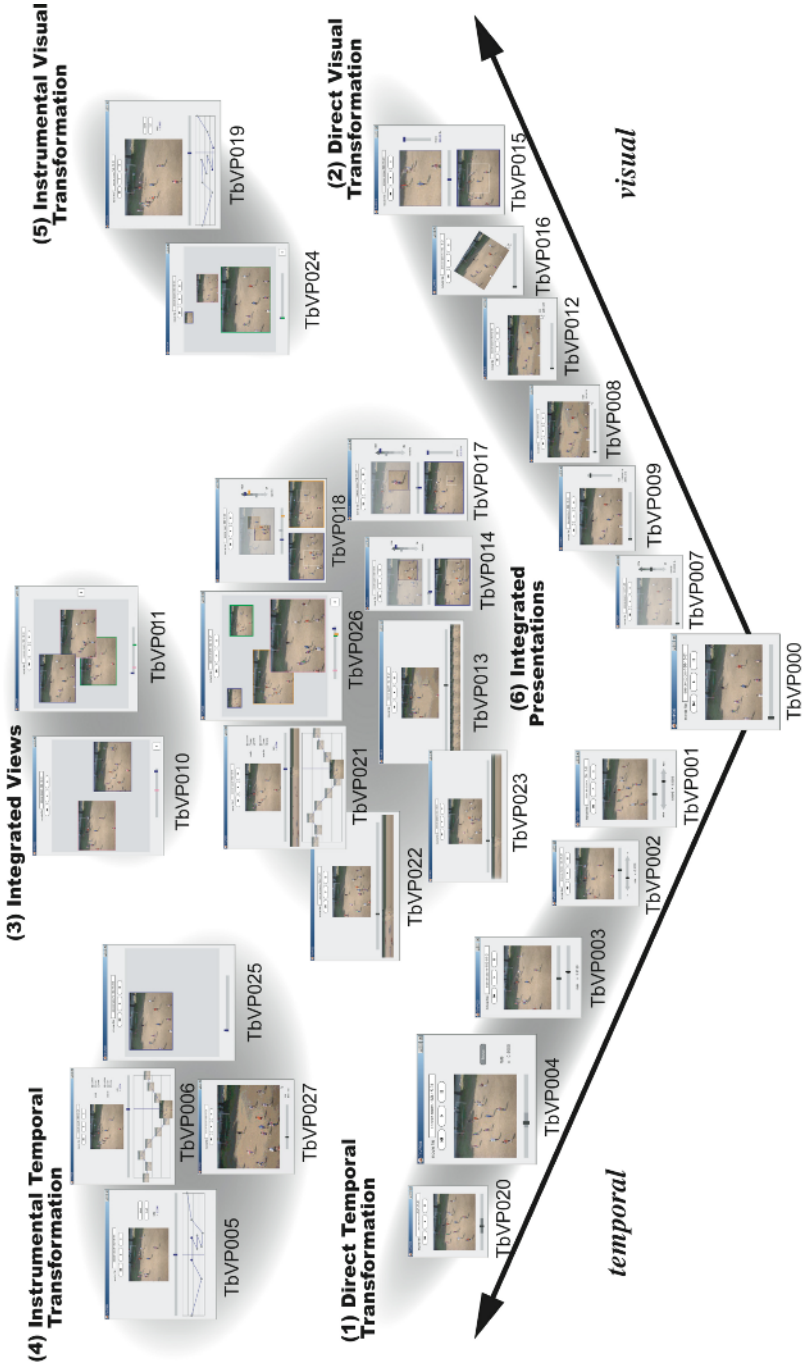 (4) Instrumental Temporal
Transformation
TbVP005
TbVP006
TbVP027
TbVP025
(3) Integrated Views
TbVP010
TbVP011
(5) Instrumental Visual
Transformation
TbVP024
TbVP019
TbVP022
TbVP021
TbVP026
TbVP018
TbVP023
TbVP013
TbVP014
TbVP017
(6) Integrated
Presentations
(1) Direct Temporal
Transformation
TbVP020
TbVP004
TbVP003
TbVP002
TbVP001
TbVP000
(2) Direct Visual
Transformation
TbVP007
TbVP009
TbVP008
TbVP012
TbVP016
TbVP015
temporal
visual